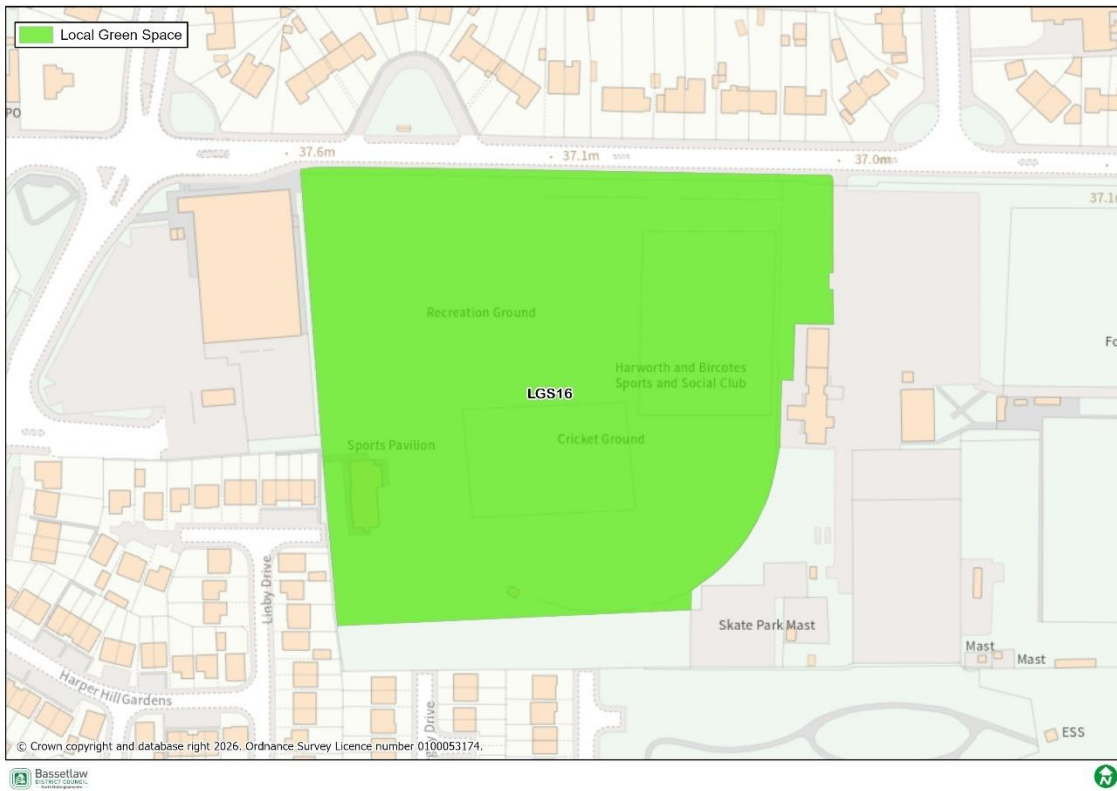 Local Green Space
PO
37.6m
37.1m
37.0m
37.1
Recreation Ground
Harworth and Bircotes
Sports and Social Club
LGS16
Cricket Ground
Sports Pavilion
Linby Drive
Skate Park Mast
Mast
Mast
Harper Hill Gardens
Drive
ESS
© Crown copyright and database right 2026. Ordnance Survey Licence number 0100053174.
Bassetlaw
DISTRICT COUNCIL
N